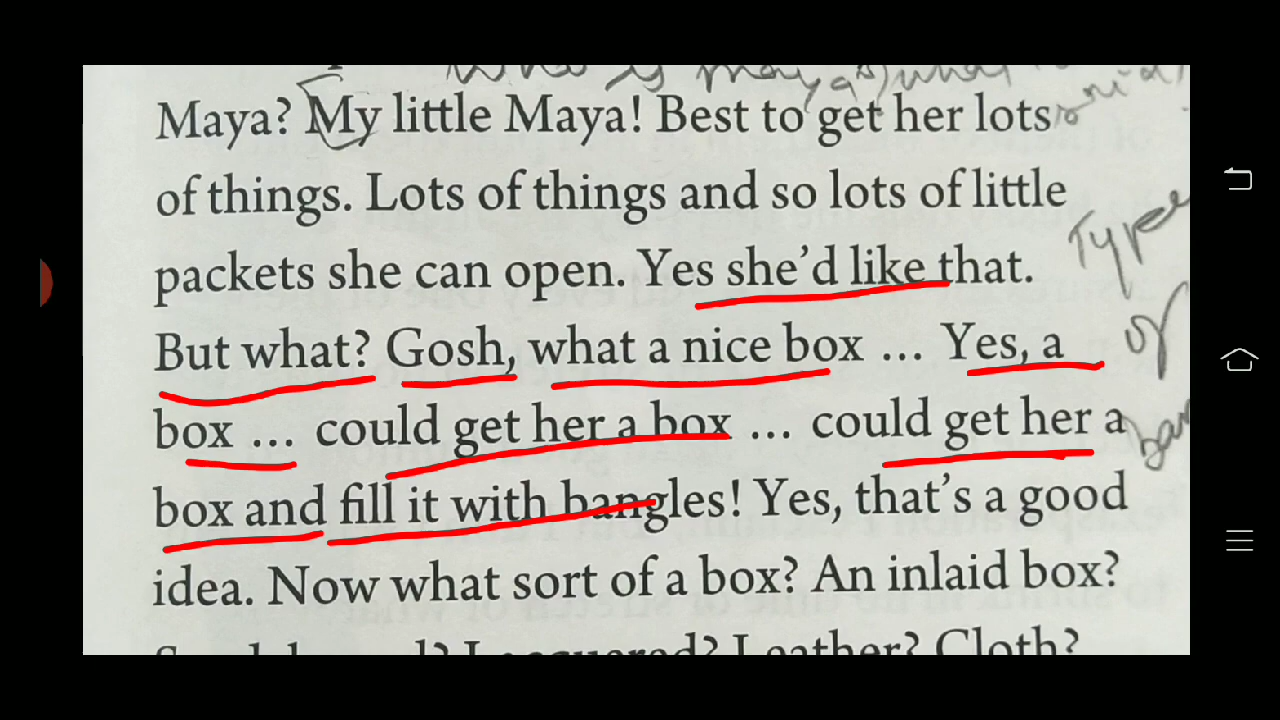 Maya? My little Maya! Best to get her lots
of things. Lots of things and so lots of little
packets she can open. Yes she'd like that.
But what? Gosh, what a nice box ... Yes, a
box ... could get her a box ... could get her a
box and fill it with bangles! Yes, that's a good
idea. Now what sort of a box? An inlaid box?
Leather? Cloth?
Type
of